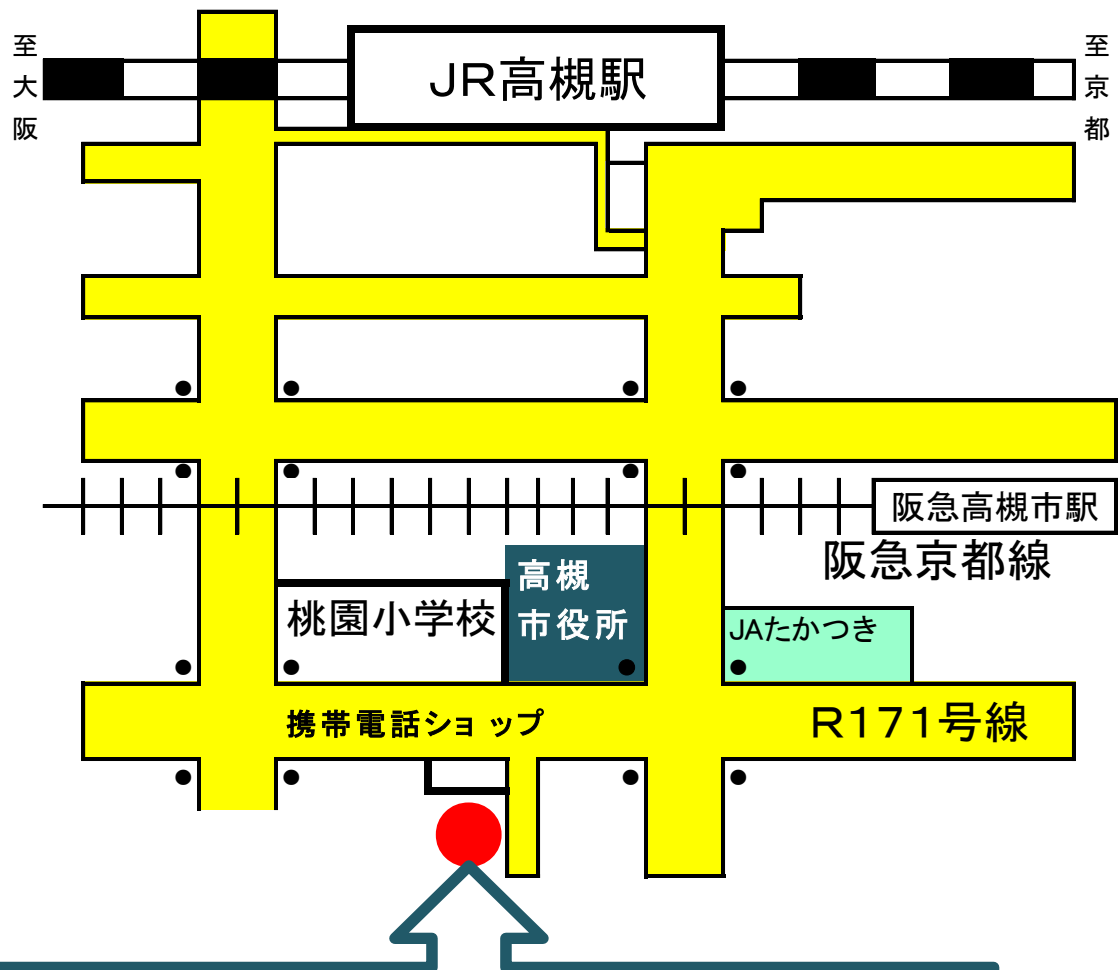 至大阪
JR高槻駅
至京都
阪急高槻市駅
阪急京都線
高槻
市役所
桃園小学校
JAたかつき
携帯電話ショップ
R171号線